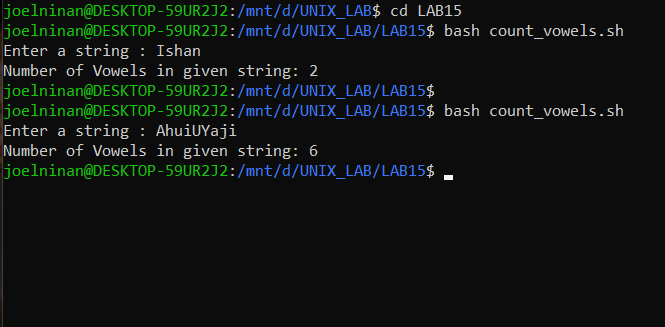 joelninan@DESKTOP-59UR2J2:/mnt/d/UNIX_LAB$ cd LAB15
joelninan@DESKTOP-59UR2J2:/mnt/d/UNIX_LAB/LAB15$ bash count_vowels.sh
Enter a string : Ishan
Number of Vowels in given string: 2
joelninan@DESKTOP-59UR2J2:/mnt/d/UNIX_LAB/LAB15$
joelninan@DESKTOP-59UR2J2:/mnt/d/UNIX_LAB/LAB15$ bash count_vowels.sh
Enter a string : AhuiUYaji
Number of Vowels in given string: 6
joelninan@DESKTOP-59UR2J2:/mnt/d/UNIX_LAB/LAB15$